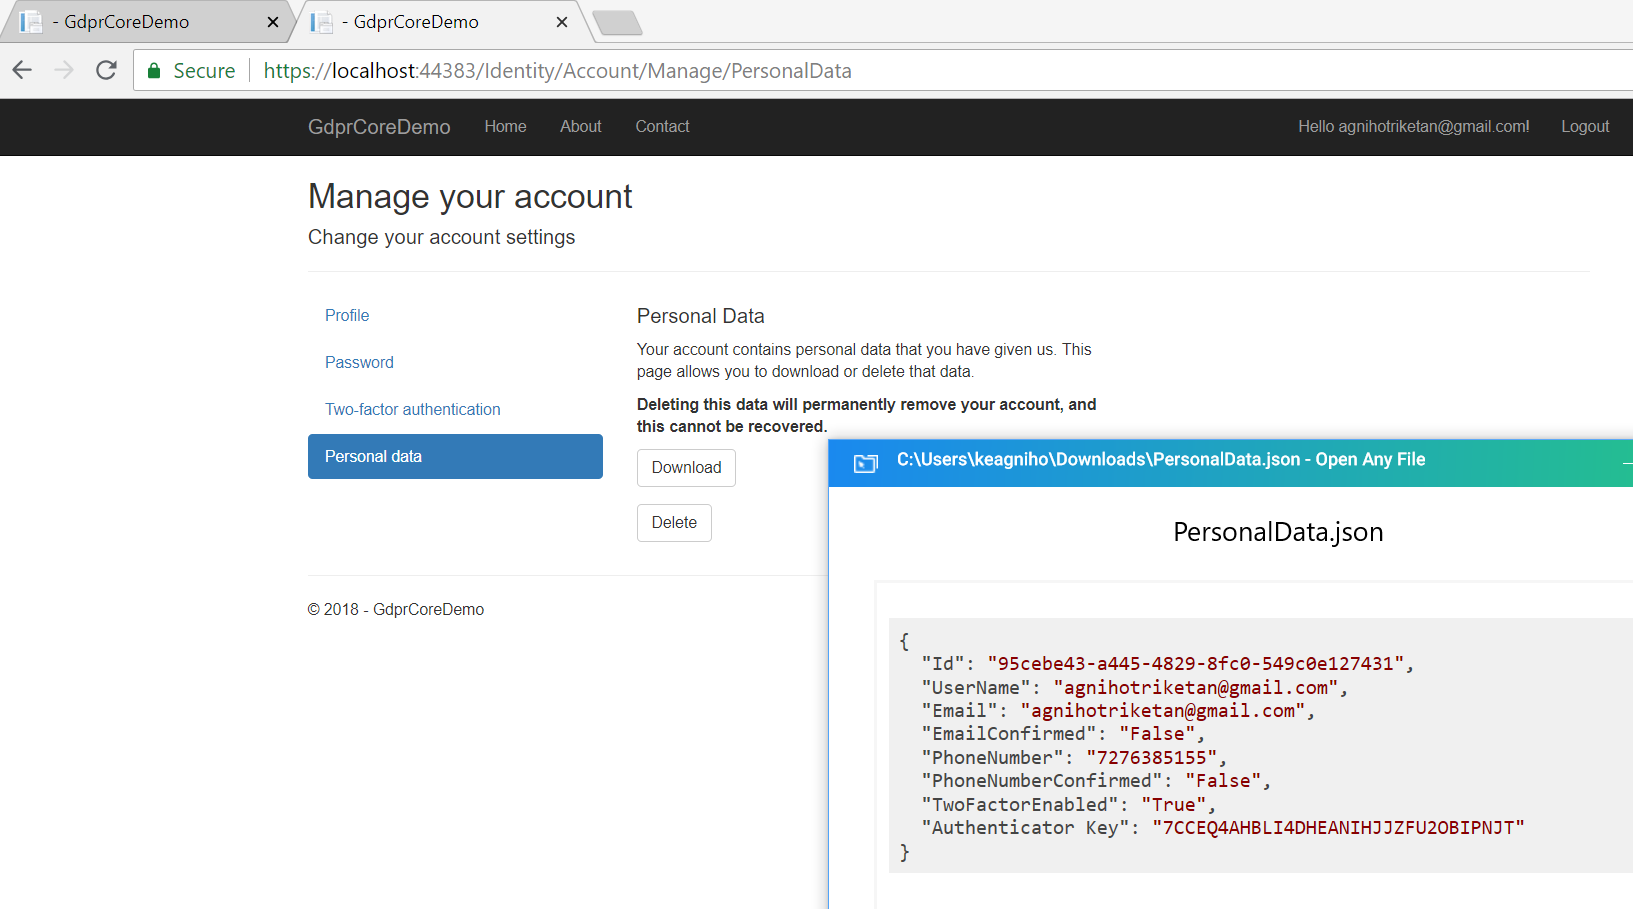 - GdprCoreDemo
- GdprCoreDemo
Secure https://localhost:44383/Identity/Account/Manage/PersonalData
GdprCoreDemo Home About Contact Hello agnihotriketan@gmail.com! Logout
Manage your account
Change your account settings
Profile
Password
Two-factor authentication
Personal data
Personal Data
Your account contains personal data that you have given us. This
page allows you to download or delete that data.
Deleting this data will permanently remove your account, and
this cannot be recovered.
Download
Delete
© 2018 - GdprCoreDemo
C:\Users\keagniho\Downloads\PersonalData.json - Open Any File
PersonalData.json
{
"Id": "95cebe43-a445-4829-8fc0-549c0e127431",
"UserName": "agnihotriketan@gmail.com",
"Email": "agnihotriketan@gmail.com",
"EmailConfirmed": "False",
"PhoneNumber": "7276385155",
"PhoneNumberConfirmed": "False",
"TwoFactorEnabled": "True",
"Authenticator Key": "7CCEQ4AHBLI4DHEANIHJJZFU2OBIPNJT"
}